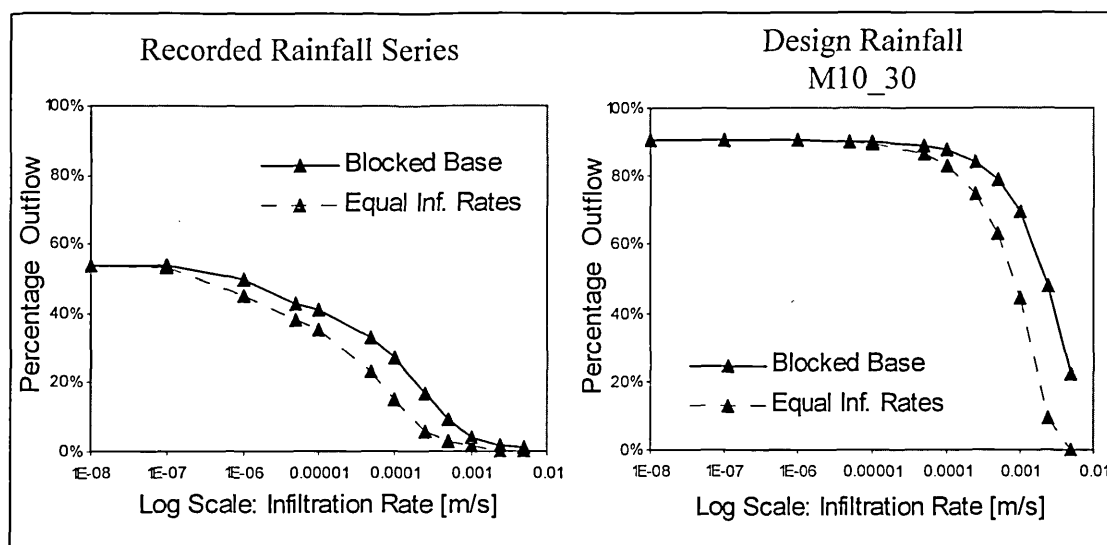 Recorded Rainfall Series
Percentage Outflow
100%
80%
60%
40%
20%
0%
Blocked Base
Equal Inf. Rates
1E-08 1E-07 1E-06 0.00001 0.0001 0.001 0.01
Log Scale: Infiltration Rate [m/s]
Design Rainfall
M10_30
Percentage Outflow
100%
80%
60%
40%
20%
0%
Blocked Base
Equal Inf. Rates
1E-08 1E-07 1E-06 0.00001 0.0001 0.001 0.01
Log Scale: Infiltration Rate [m/s]